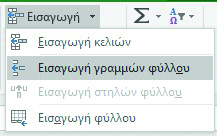 Εισαγωγή Σ Α Ω
Εισαγωγή κελιών
Εισαγωγή γραμμών φύλλου
Εισαγωγή στηλών φύλλου
Εισαγωγή φύλλου